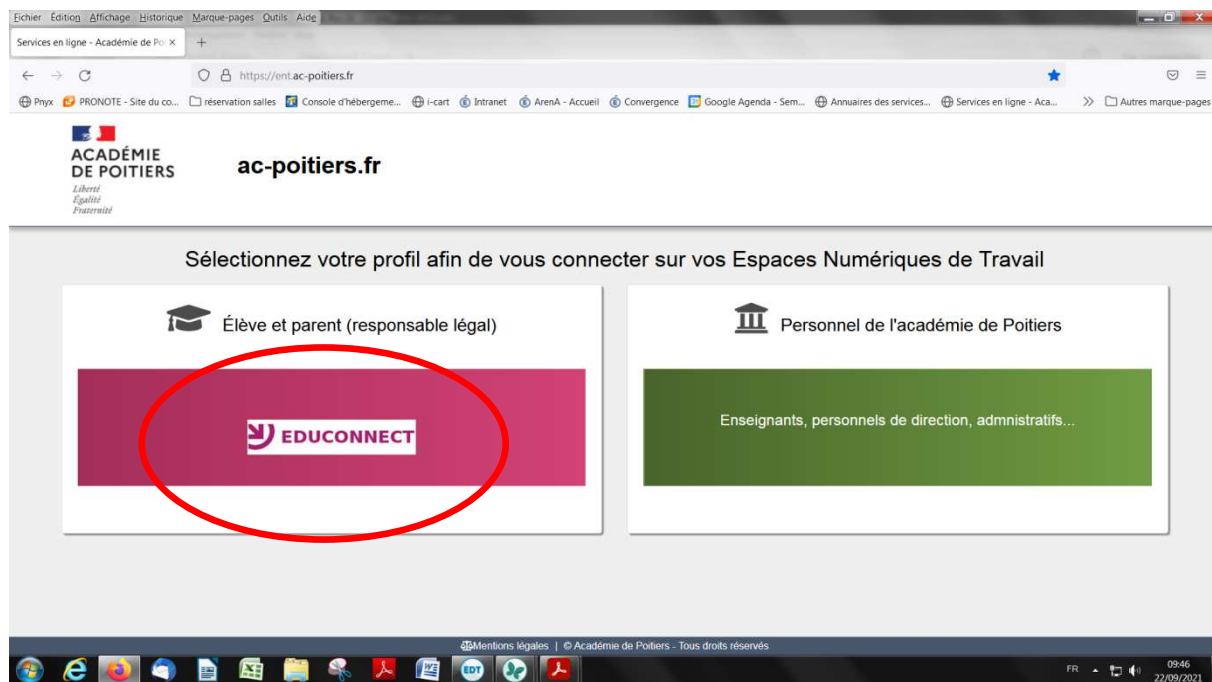 Fichier Édition Affichage Historique Marque-pages Outils Aide
Services en ligne - Académie de Poi
https://ent.ac-poitiers.fr
Pnyx PRONOTE - Site du co... réservation salles Console d'hébergeme... i-cart Intranet ArenA - Accueil Convergence Google Agenda - Sem... Annuaires des services... Services en ligne - Aca... Autres marque-pages
ACADÉMIE
DE POITIERS
Liberté
Égalité
Fraternité
ac-poitiers.fr
Sélectionnez votre profil afin de vous connecter sur vos Espaces Numériques de Travail
Élève et parent (responsable légal)
EDUCONNECT
Personnel de l'académie de Poitiers
Enseignants, personnels de direction, admnistratifs...
Mentions légales | © Académie de Poitiers - Tous droits réservés
EDT
FR
09:46
22/09/2021